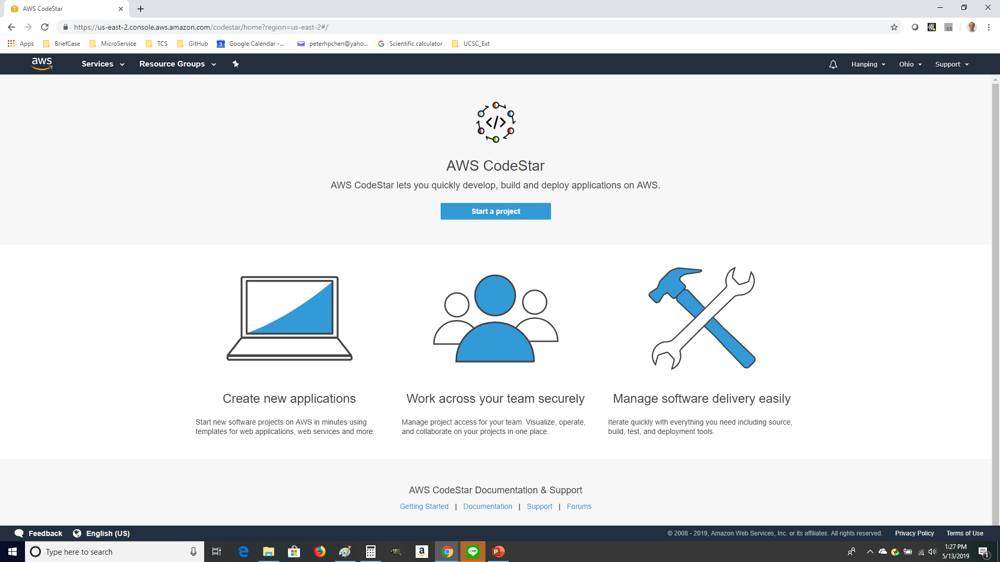 AWS CodeStar
https://us-east-2.console.aws.amazon.com/codestar/home?region=us-east-2#/
ES
Apps BriefCase MicroService TCS GitHub 3 Google Calendar -... peterhpchen@yaho... G Scientific calculator UCSC_Ext
aws Services Resource Groups Hanping Ohio Support
</>
AWS CodeStar
AWS CodeStar lets you quickly develop, build and deploy applications on AWS.
Start a project
Create new applications
Start new software projects on AWS in minutes using
templates for web applications, web services and more.
Work across your team securely
Manage project access for your team. Visualize, operate,
and collaborate on your projects in one place.
Manage software delivery easily
Iterate quickly with everything you need including source,
build, test, and deployment tools.
AWS CodeStar Documentation & Support
Getting Started | Documentation | Support | Forums
Feedback English (US) © 2008 - 2019, Amazon Web Services, Inc. or its affiliates. All rights reserved. Privacy Policy Terms of Use
Type here to search
a
LINE
P
1:27 PM
5/13/2019
1